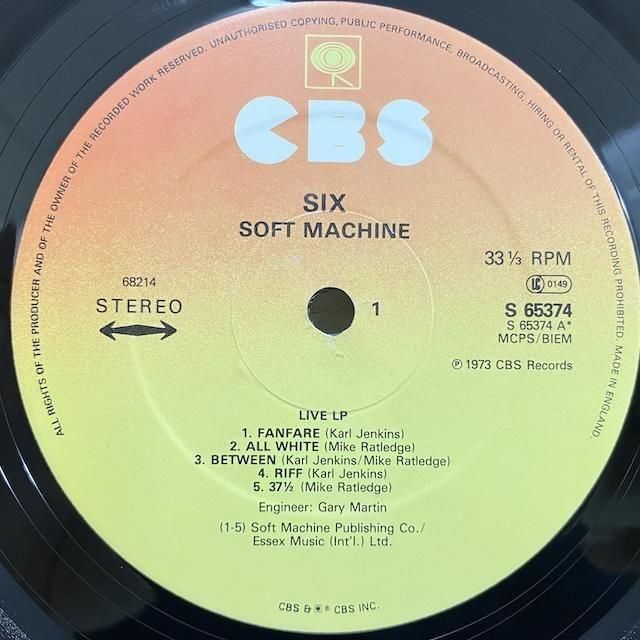 ALL RIGHTS OF THE PRODUCER AND OF THE OWNER OF THE RECORDED WORK RESERVED. UNAUTHORISED COPYING, PUBLIC PERFORMANCE, BROADCASTING, HIRING OR RENTAL OF THIS RECORDING PROHIBITED. MADE IN ENGLAND.
CBS
SIX
SOFT MACHINE
33 ⅓ RPM
68214
STEREO
LC 0149
1
S 65374
S 65374 A*
MCPS/BIEM
℗ 1973 CBS Records
LIVE LP
1. FANFARE (Karl Jenkins)
2. ALL WHITE (Mike Ratledge)
3. BETWEEN (Karl Jenkins/Mike Ratledge)
4. RIFF (Karl Jenkins)
5. 37½ (Mike Ratledge)
Engineer: Gary Martin
(1-5) Soft Machine Publishing Co./
Essex Music (Int'l.) Ltd.
CBS & ® CBS INC.